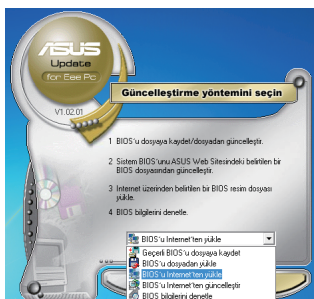 ASUS
Update
for Eee Pc
V1.02.01
Güncelleştirme yöntemini seçin
1 BIOS'u dosyaya kaydet/dosyadan güncelleştir.
2 Sistem BIOS'unu ASUS Web Sitesindeki belirtilen bir
BIOS dosyasından güncelleştir.
3 Internet üzerinden belirtilen bir BIOS resim dosyası
yükle.
4 BIOS bilgilerini denetle.
BIOS'u Internet'ten yükle
Geçerli BIOS'u dosyaya kaydet
BIOS'u dosyadan yükle
BIOS'u Internet'ten yükle
BIOS'u Internet'ten güncelleştir
BIOS bilgilerini denetle